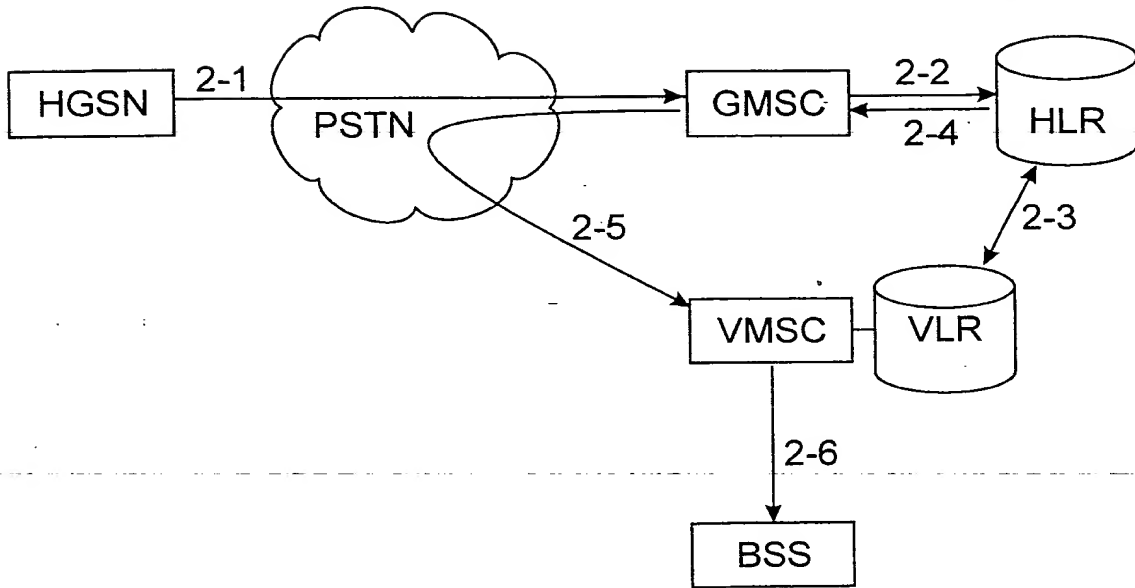 HGSN
2-1
PSTN
GMSC
2-2
2-4
HLR
2-3
2-5
VMSC
VLR
2-6
BSS